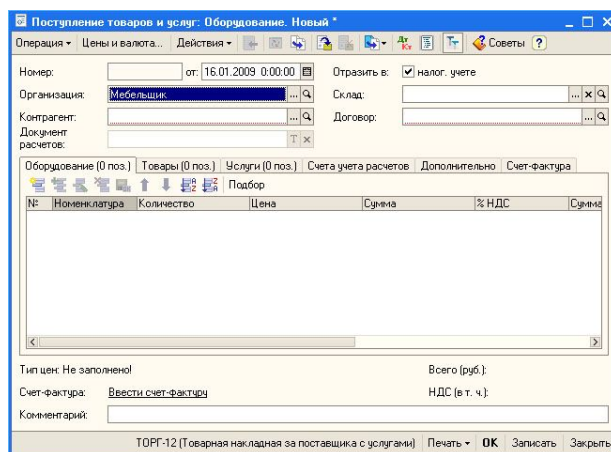 Поступление товаров и услуг: Оборудование. Новый *
Операция Цены и валюта... Действия Дт Кт Советы ?
Номер: от: 16.01.2009 0:00:00 Отразить в: налог. учете
Организация: Мебельщик ... Склад: ...
Контрагент: ... Договор: ...
Документ расчетов: T
Оборудование (0 поз.) Товары (0 поз.) Услуги (0 поз.) Счета учета расчетов Дополнительно Счет-фактура
Подбор
№ Номенклатура Количество Цена Сумма % НДС Сумма
Тип цен: Не заполнено! Всего (руб.):
Счет-фактура: Ввести счет-фактуру НДС (в т. ч.):
Комментарий:
ТОРГ-12 (Товарная накладная за поставщика с услугами) Печать OK Записать Закрыть